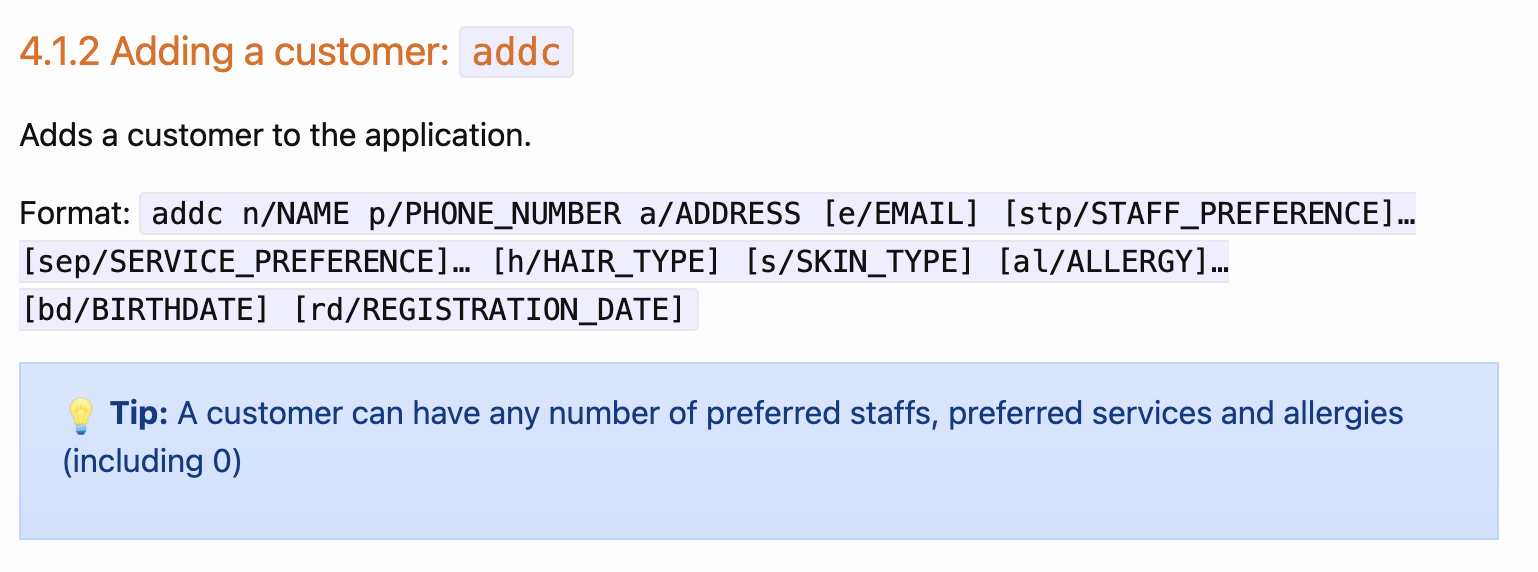 4.1.2 Adding a customer: addc
Adds a customer to the application.
Format: addc n/NAME p/PHONE_NUMBER a/ADDRESS [e/EMAIL] [stp/STAFF_PREFERENCE]…
[sep/SERVICE_PREFERENCE]… [h/HAIR_TYPE] [s/SKIN_TYPE] [al/ALLERGY]…
[bd/BIRTHDATE] [rd/REGISTRATION_DATE]
💡 Tip: A customer can have any number of preferred staffs, preferred services and allergies
(including 0)